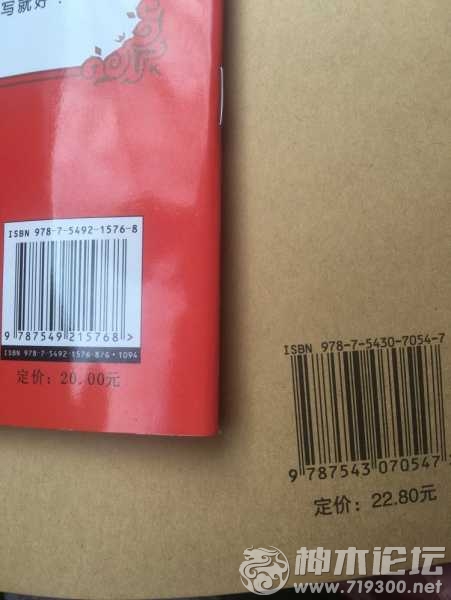 写就好！
ISBN 978-7-5492-1576-8
9 787549 215768 >
ISBN 978-7-5492-1576-8/G·1094
定价：20.00元
ISBN 978-7-5430-7054-7
9 787543 070547
定价：22.80元
神木论坛
www.719300.net